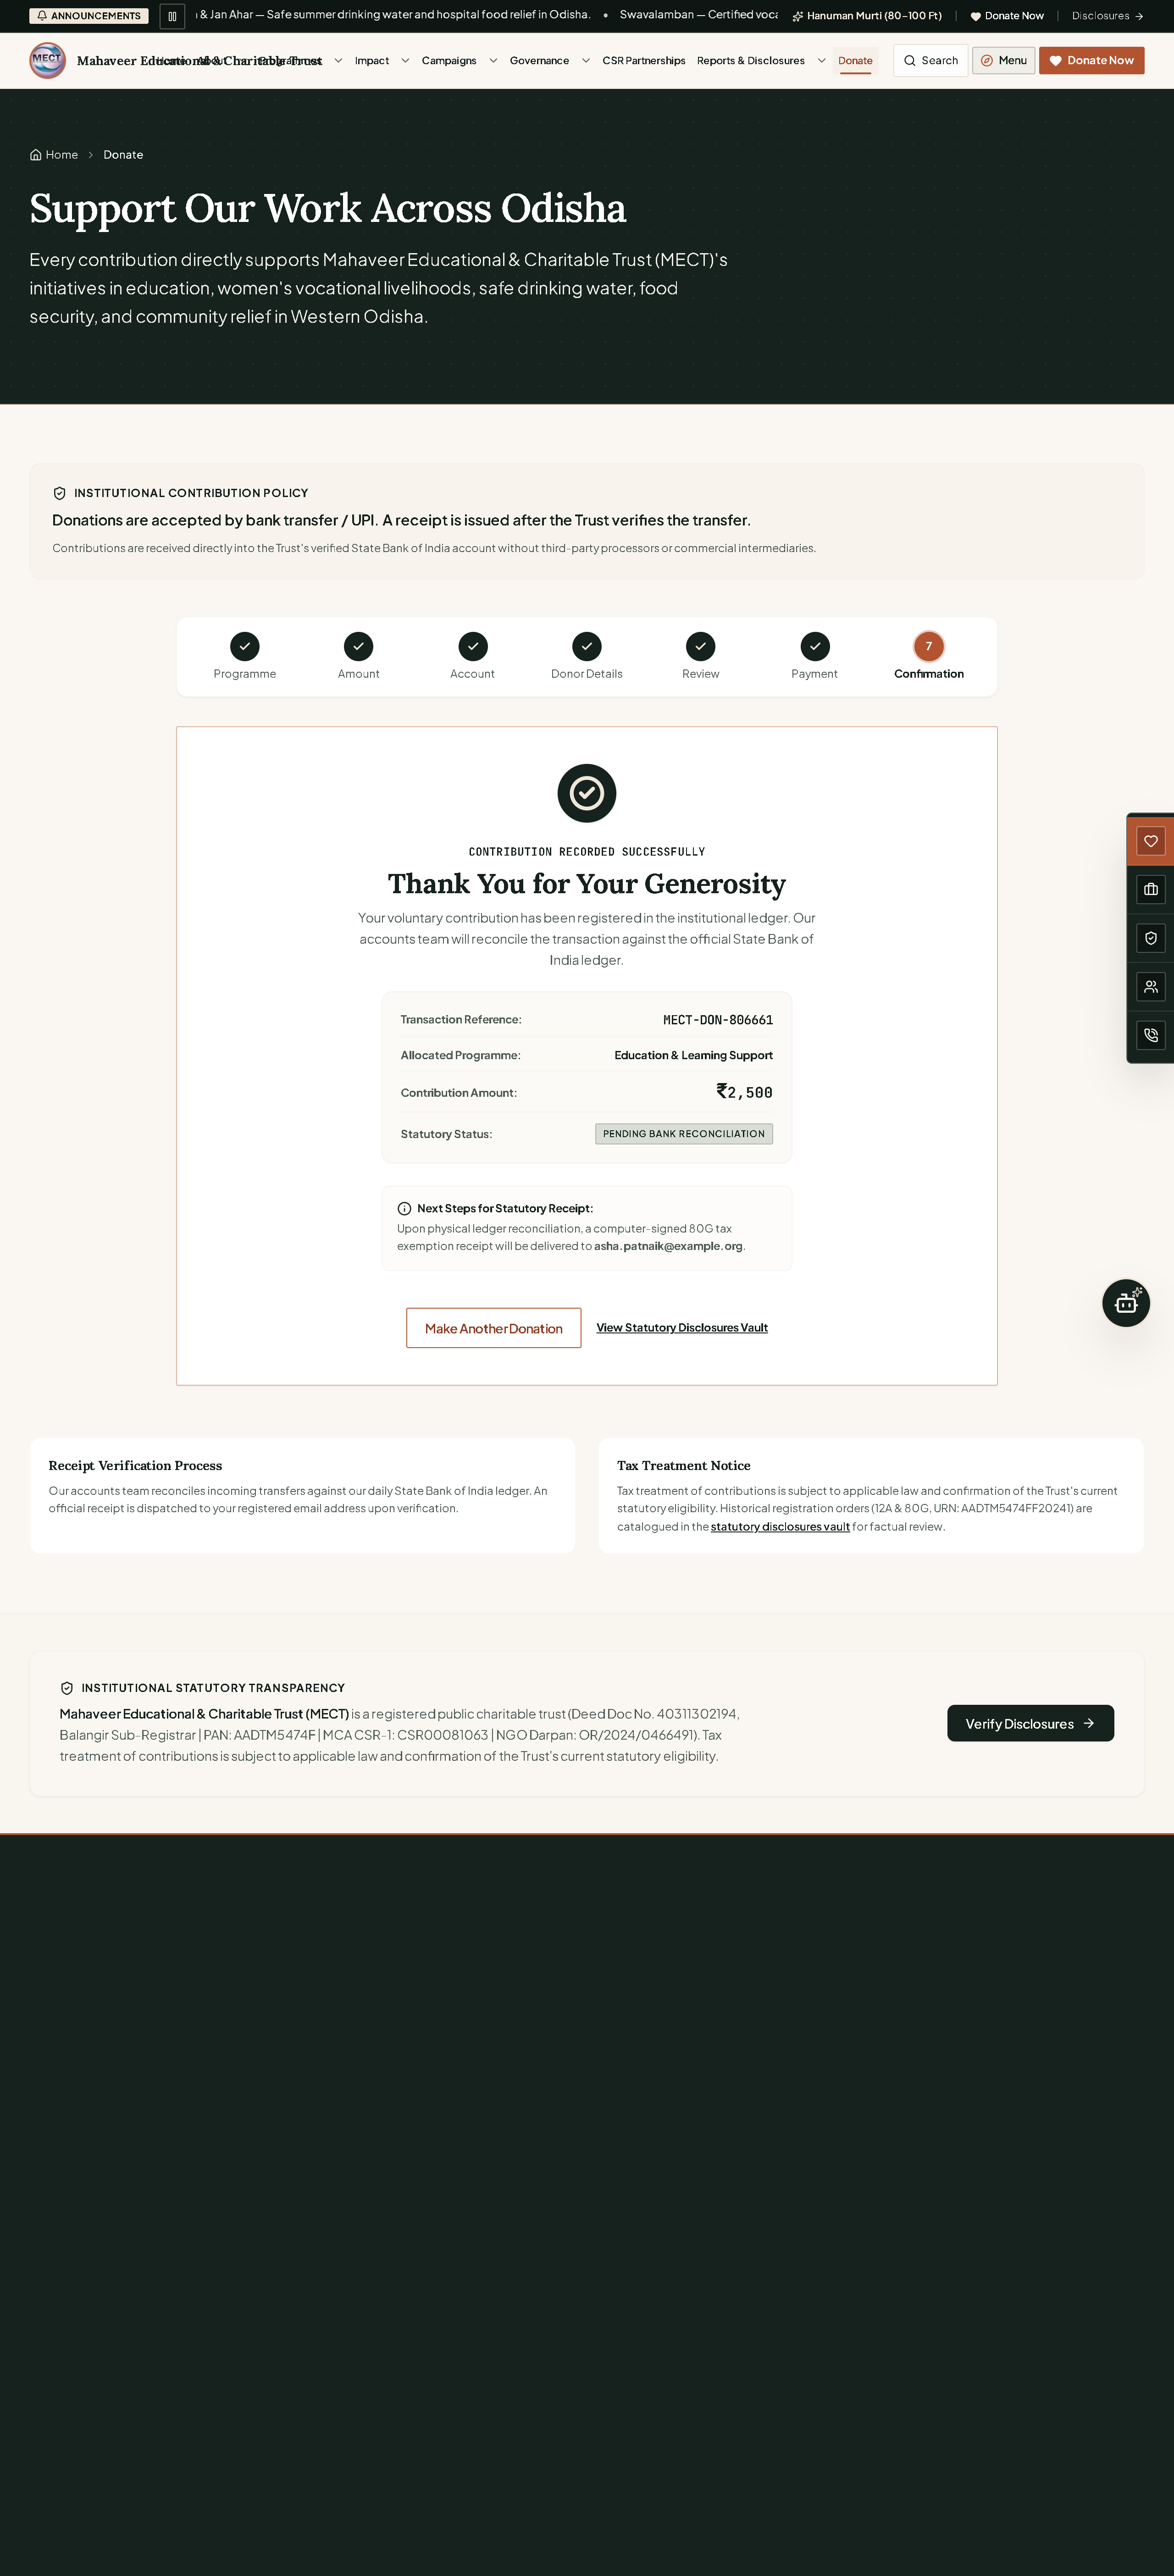 ANNOUNCEMENTS
& Jan Ahar — Safe summer drinking water and hospital food relief in Odisha. • Swavalamban — Certified voca
Hanuman Murti (80–100 Ft)
Donate Now
Disclosures →
MECT
Mahaveer Educational & Charitable Trust
Home
About
Programmes
Impact
Campaigns
Governance
CSR Partnerships
Reports & Disclosures
Donate
Search
Menu
Donate Now
Home > Donate
Support Our Work Across Odisha
Every contribution directly supports Mahaveer Educational & Charitable Trust (MECT)'s
initiatives in education, women's vocational livelihoods, safe drinking water, food
security, and community relief in Western Odisha.
INSTITUTIONAL CONTRIBUTION POLICY
Donations are accepted by bank transfer / UPI. A receipt is issued after the Trust verifies the transfer.
Contributions are received directly into the Trust's verified State Bank of India account without third-party processors or commercial intermediaries.
Programme
Amount
Account
Donor Details
Review
Payment
7
Confirmation
CONTRIBUTION RECORDED SUCCESSFULLY
Thank You for Your Generosity
Your voluntary contribution has been registered in the institutional ledger. Our
accounts team will reconcile the transaction against the official State Bank of
India ledger.
Transaction Reference: MECT-DON-806661
Allocated Programme: Education & Learning Support
Contribution Amount: ₹2,500
Statutory Status: PENDING BANK RECONCILIATION
Next Steps for Statutory Receipt:
Upon physical ledger reconciliation, a computer-signed 80G tax
exemption receipt will be delivered to asha.patnaik@example.org.
Make Another Donation
View Statutory Disclosures Vault
Receipt Verification Process
Our accounts team reconciles incoming transfers against our daily State Bank of India ledger. An
official receipt is dispatched to your registered email address upon verification.
Tax Treatment Notice
Tax treatment of contributions is subject to applicable law and confirmation of the Trust's current
statutory eligibility. Historical registration orders (12A & 80G, URN: AADTM5474FF20241) are
catalogued in the statutory disclosures vault for factual review.
INSTITUTIONAL STATUTORY TRANSPARENCY
Mahaveer Educational & Charitable Trust (MECT) is a registered public charitable trust (Deed Doc No. 40311302194,
Balangir Sub-Registrar | PAN: AADTM5474F | MCA CSR-1: CSR00081063 | NGO Darpan: OR/2024/0466491). Tax
treatment of contributions is subject to applicable law and confirmation of the Trust's current statutory eligibility.
Verify Disclosures →